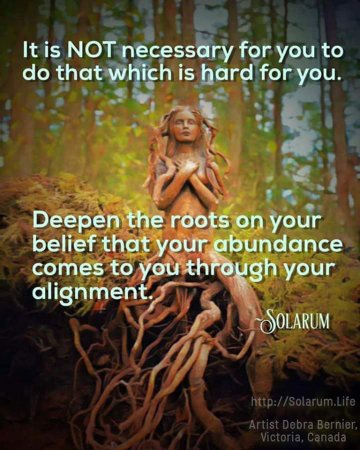 It is NOT necessary for you to
do that which is hard for you.
Deepen the roots on your
belief that your abundance
comes to you through your
alignment.
~SOLARUM
http://Solarum.Life
Artist Debra Bernier,
Victoria, Canada